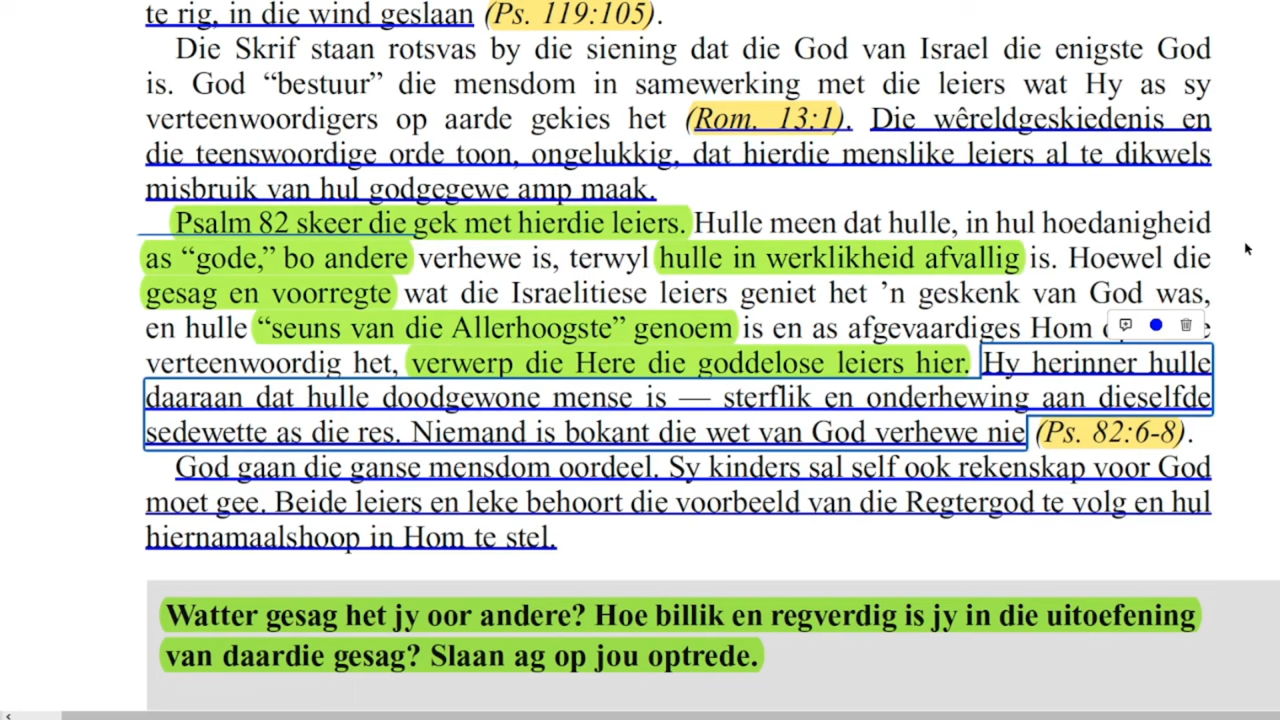 te rig, in die wind geslaan (Ps. 119:105).
Die Skrif staan rotsvas by die siening dat die God van Israel die enigste God
is. God “bestuur” die mensdom in samewerking met die leiers wat Hy as sy
verteenwoordigers op aarde gekies het (Rom. 13:1). Die wêreldgeskiedenis en
die teenswoordige orde toon, ongelukkig, dat hierdie menslike leiers al te dikwels
misbruik van hul godgegewe amp maak.
Psalm 82 skeer die gek met hierdie leiers. Hulle meen dat hulle, in hul hoedanigheid
as “gode,” bo andere verhewe is, terwyl hulle in werklikheid afvallig is. Hoewel die
gesag en voorregte wat die Israelitiese leiers geniet het ’n geskenk van God was,
en hulle “seuns van die Allerhoogste” genoem is en as afgevaardiges Hom
verteenwoordig het, verwerp die Here die goddelose leiers hier. Hy herinner hulle
daaraan dat hulle doodgewone mense is — sterflik en onderhewing aan dieselfde
sedewette as die res. Niemand is bokant die wet van God verhewe nie (Ps. 82:6-8).
God gaan die ganse mensdom oordeel. Sy kinders sal self ook rekenskap voor God
moet gee. Beide leiers en leke behoort die voorbeeld van die Regtergod te volg en hul
hiernamaalshoop in Hom te stel.
Watter gesag het jy oor andere? Hoe billik en regverdig is jy in die uitoefening
van daardie gesag? Slaan ag op jou optrede.